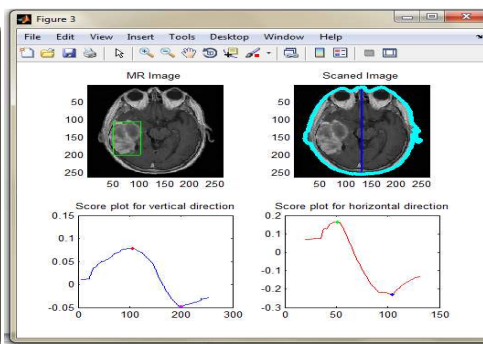 Figure 3
File Edit View Insert Tools Desktop Window Help
MR Image
50
100
150
200
250
50 100 150 200 250
Scaned Image
50
100
150
200
250
50 100 150 200 250
Score plot for vertical direction
0.15
0.1
0.05
0
-0.05
0 100 200 300
Score plot for horizontal direction
0.2
0.1
0
-0.1
-0.2
-0.3
0 50 100 150